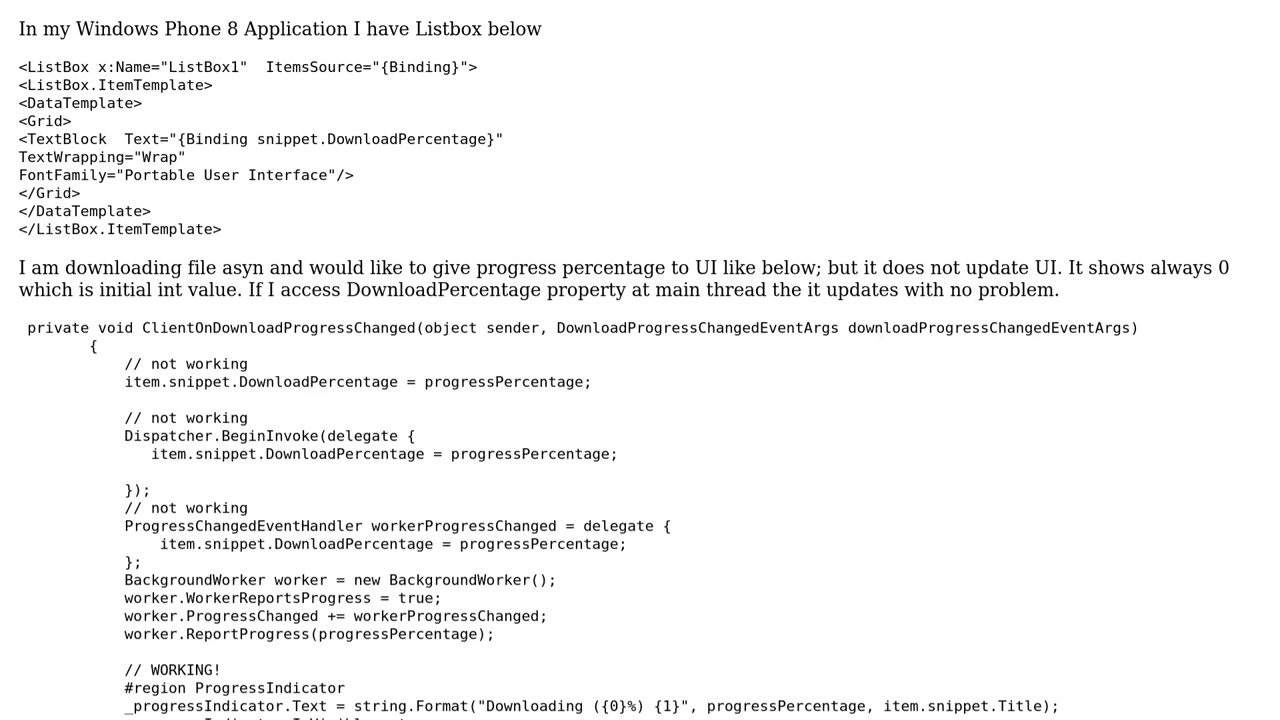 In my Windows Phone 8 Application I have Listbox below
<ListBox x:Name="ListBox1"  ItemsSource="{Binding}">
<ListBox.ItemTemplate>
<DataTemplate>
<Grid>
<TextBlock  Text="{Binding snippet.DownloadPercentage}"
TextWrapping="Wrap"
FontFamily="Portable User Interface"/>
</Grid>
</DataTemplate>
</ListBox.ItemTemplate>
I am downloading file asyn and would like to give progress percentage to UI like below; but it does not update UI. It shows always 0
which is initial int value. If I access DownloadPercentage property at main thread the it updates with no problem.
private void ClientOnDownloadProgressChanged(object sender, DownloadProgressChangedEventArgs downloadProgressChangedEventArgs)
{
// not working
item.snippet.DownloadPercentage = progressPercentage;
// not working
Dispatcher.BeginInvoke(delegate {
item.snippet.DownloadPercentage = progressPercentage;
});
// not working
ProgressChangedEventHandler workerProgressChanged = delegate {
item.snippet.DownloadPercentage = progressPercentage;
};
BackgroundWorker worker = new BackgroundWorker();
worker.WorkerReportsProgress = true;
worker.ProgressChanged += workerProgressChanged;
worker.ReportProgress(progressPercentage);
// WORKING!
#region ProgressIndicator
_progressIndicator.Text = string.Format("Downloading ({0}%) {1}", progressPercentage, item.snippet.Title);